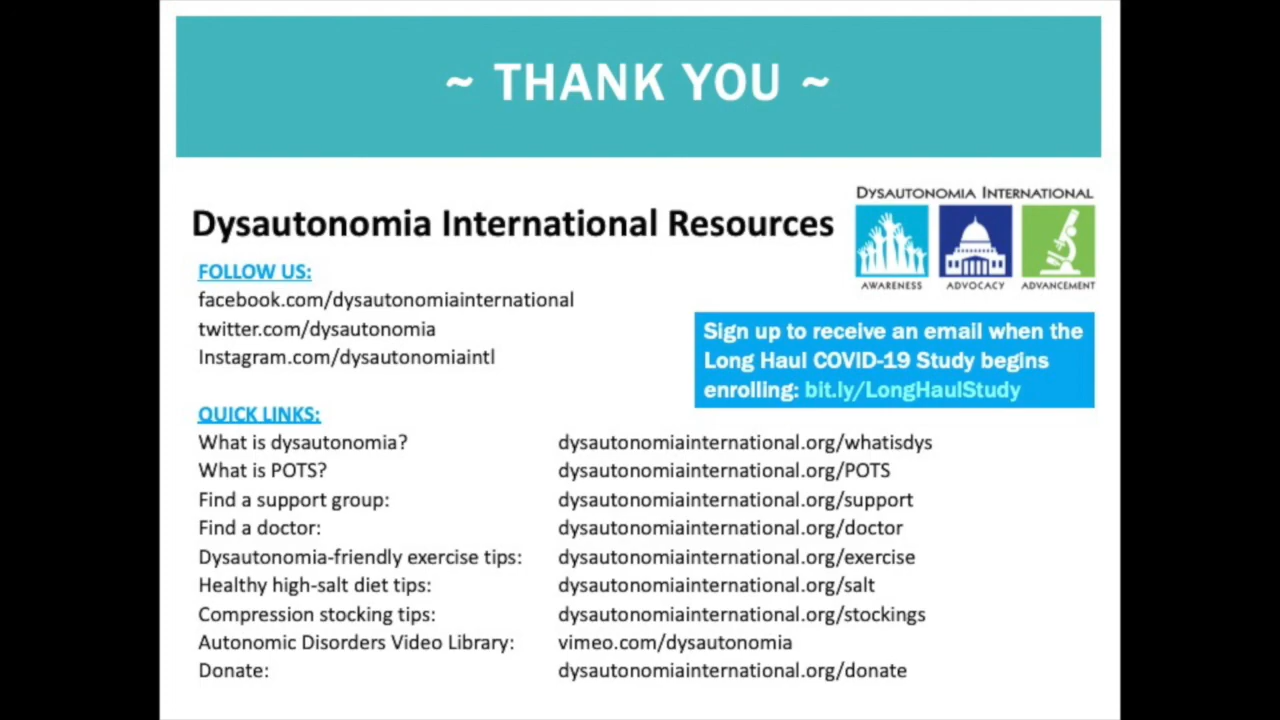 ~ THANK YOU ~
Dysautonomia International Resources
DYSAUTONOMIA INTERNATIONAL
AWARENESS ADVOCACY ADVANCEMENT
FOLLOW US:
facebook.com/dysautonomiainternational
twitter.com/dysautonomia
Instagram.com/dysautonomiaintl
Sign up to receive an email when the
Long Haul COVID-19 Study begins
enrolling: bit.ly/LongHaulStudy
QUICK LINKS:
What is dysautonomia? dysautonomiainternational.org/whatisdys
What is POTS? dysautonomiainternational.org/POTS
Find a support group: dysautonomiainternational.org/support
Find a doctor: dysautonomiainternational.org/doctor
Dysautonomia-friendly exercise tips: dysautonomiainternational.org/exercise
Healthy high-salt diet tips: dysautonomiainternational.org/salt
Compression stocking tips: dysautonomiainternational.org/stockings
Autonomic Disorders Video Library: vimeo.com/dysautonomia
Donate: dysautonomiainternational.org/donate